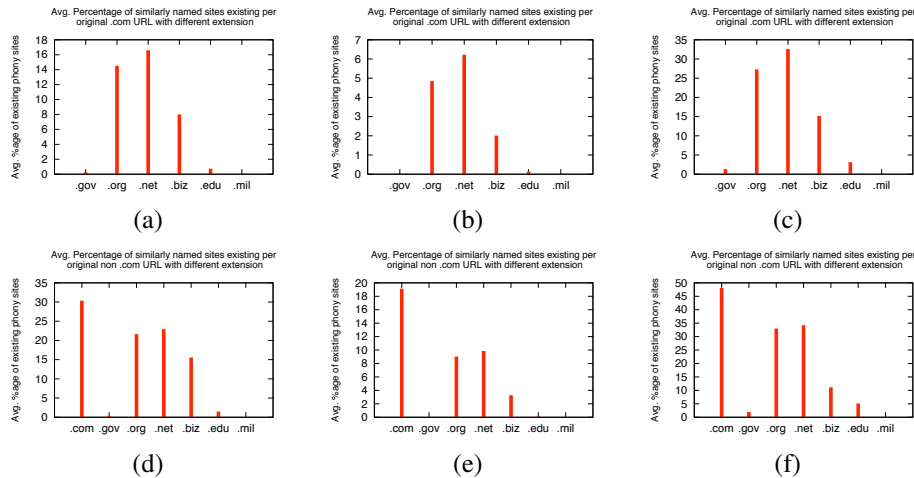 Avg. Percentage of similarly named sites existing per
original .com URL with different extension
Avg. %age of existing phony sites
18
16
14
12
10
8
6
4
2
0
.gov .org .net .biz .edu .mil
(a)
Avg. Percentage of similarly named sites existing per
original .com URL with different extension
Avg. %age of existing phony sites
7
6
5
4
3
2
1
0
.gov .org .net .biz .edu .mil
(b)
Avg. Percentage of similarly named sites existing per
original .com URL with different extension
Avg. %age of existing phony sites
35
30
25
20
15
10
5
0
.gov .org .net .biz .edu .mil
(c)
Avg. Percentage of similarly named sites existing per
original non .com URL with different extension
Avg. %age of existing phony sites
35
30
25
20
15
10
5
0
.com .gov .org .net .biz .edu .mil
(d)
Avg. Percentage of similarly named sites existing per
original non .com URL with different extension
Avg. %age of existing phony sites
20
18
16
14
12
10
8
6
4
2
0
.com .gov .org .net .biz .edu .mil
(e)
Avg. Percentage of similarly named sites existing per
original non .com URL with different extension
Avg. %age of existing phony sites
50
45
40
35
30
25
20
15
10
5
0
.com .gov .org .net .biz .edu .mil
(f)